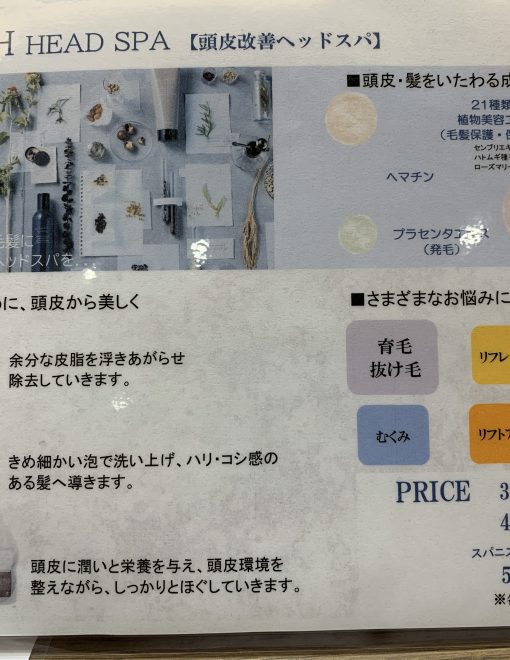 H HEAD SPA 【頭皮改善ヘッドスパ】
毛髪に
ヘッドスパを...
に、頭皮から美しく
余分な皮脂を浮きあがらせ
除去していきます。
きめ細かい泡で洗い上げ、ハリ・コシ感の
ある髪へ導きます。
頭皮に潤いと栄養を与え、頭皮環境を
整えながら、しっかりとほぐしていきます。
■頭皮・髪をいたわる成
21種類
植物美容エ
(毛髪保護・保
センブリエキ
ハトムギ種
ローズマリー
ヘマチン
プラセンタエキス
(発毛)
■さまざまなお悩みに
育毛
抜け毛
リフレ
むくみ
リフトア
PRICE 3
4
スパニス
5
※